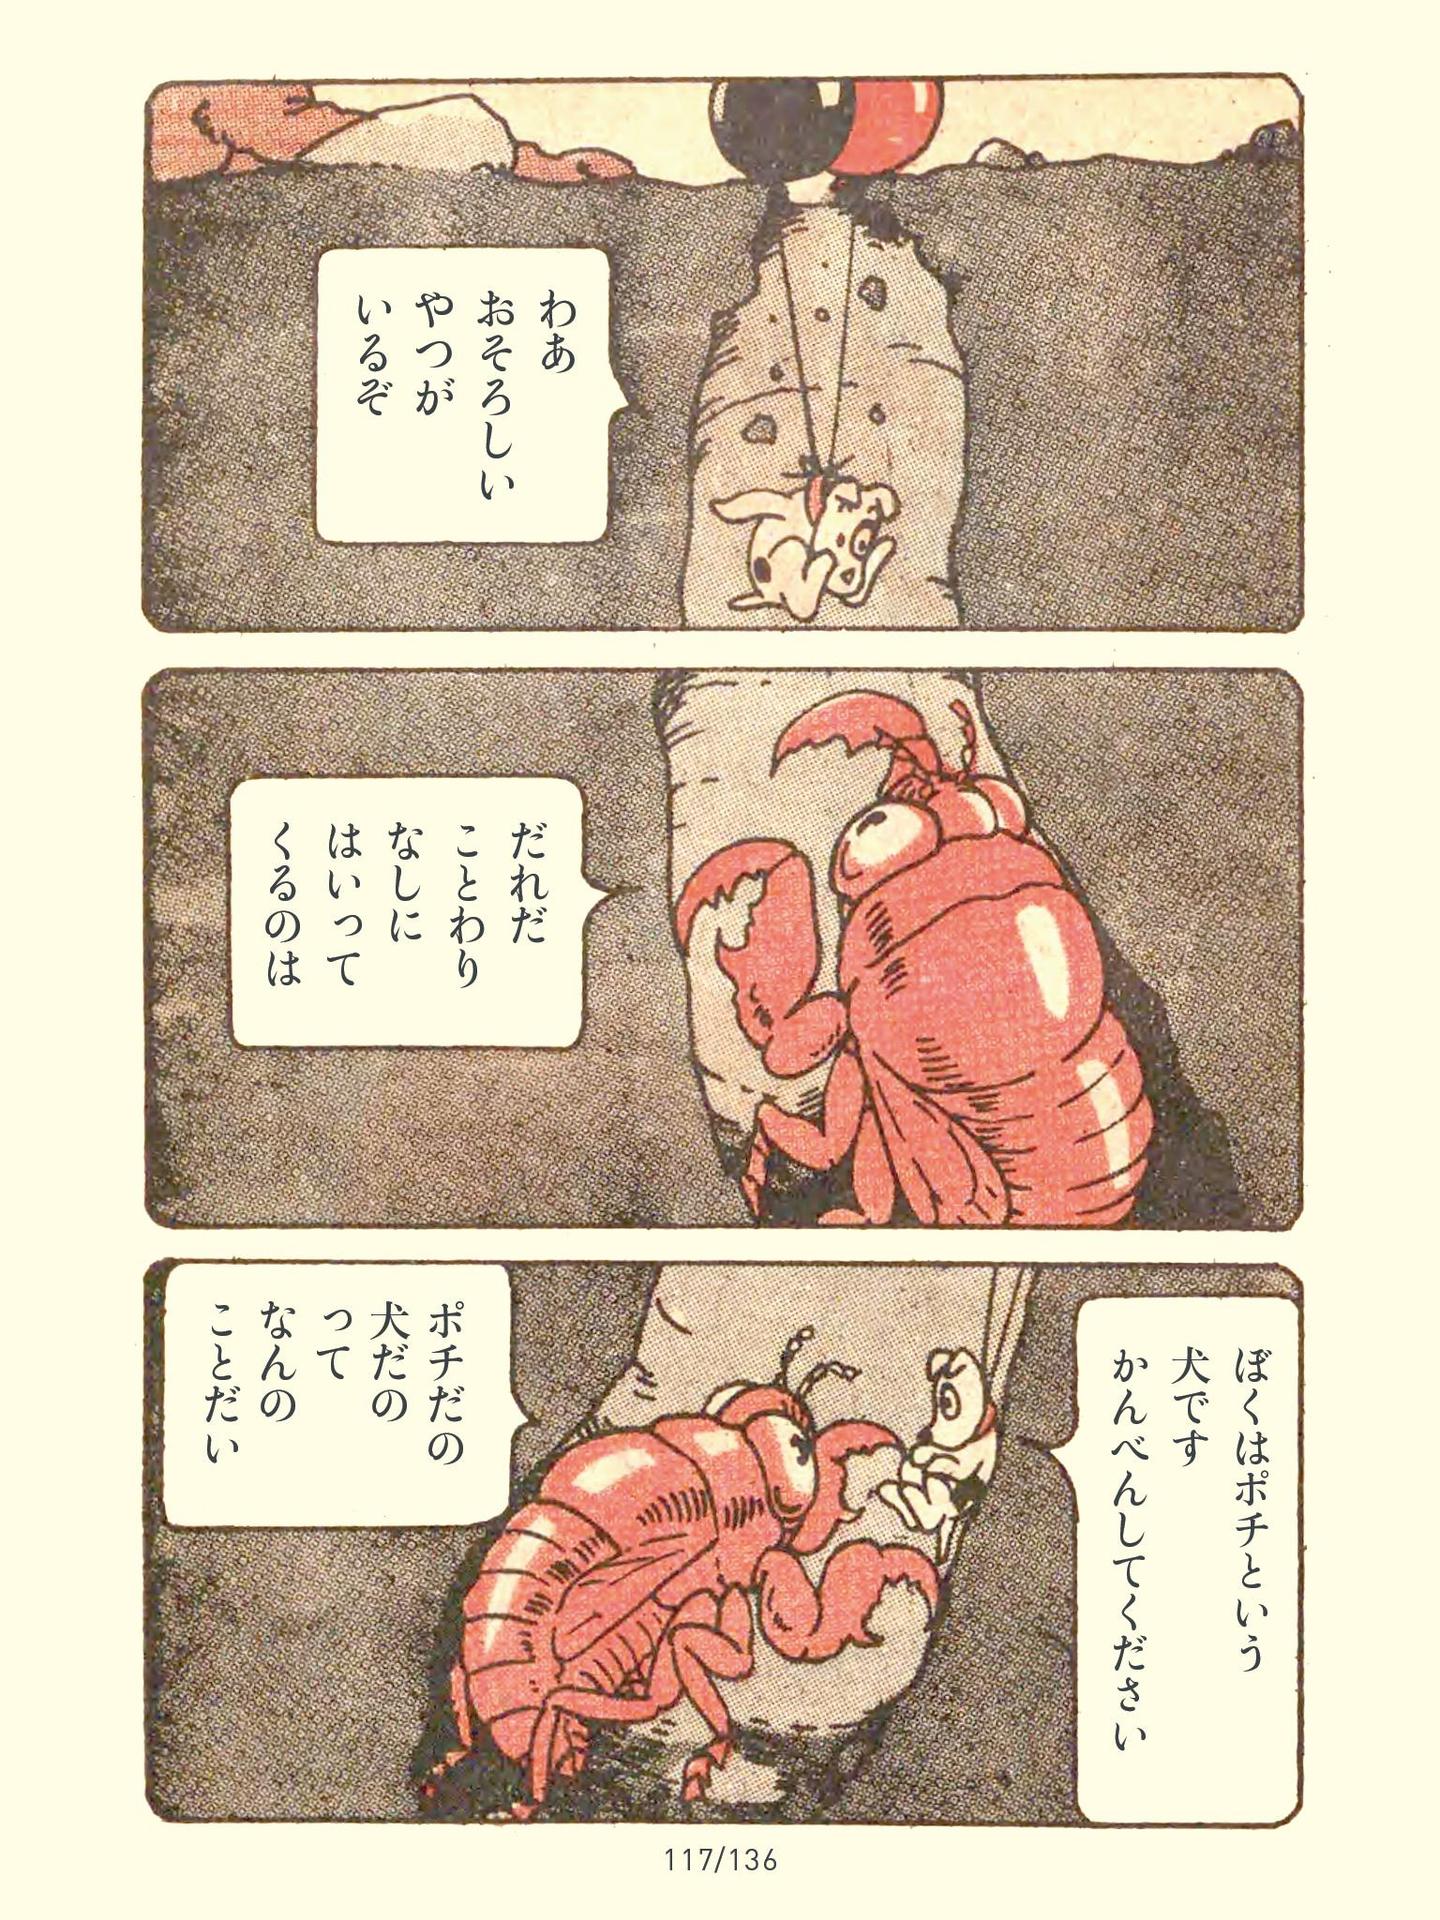 わあ
おそろしい
やつが
いるぞ
だれだ
ことわり
なしに
はいって
くるのは
ぼくはポチという
犬です
かんべんしてください
ポチだの
犬だの
って
なんの
ことだい
117/136